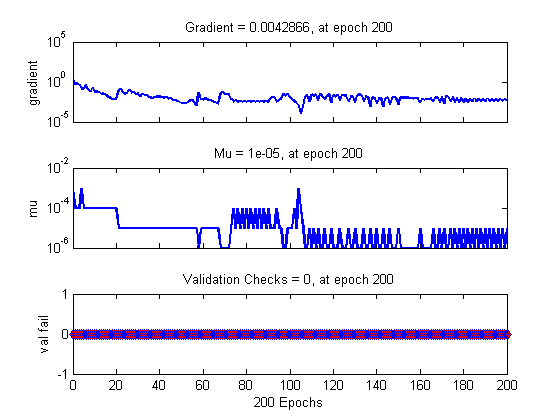 Gradient = 0.0042866, at epoch 200
10^5
10^0
10^-5
gradient
Mu = 1e-05, at epoch 200
10^-2
10^-4
10^-6
mu
Validation Checks = 0, at epoch 200
1
0
-1
val fail
0 20 40 60 80 100 120 140 160 180 200
200 Epochs